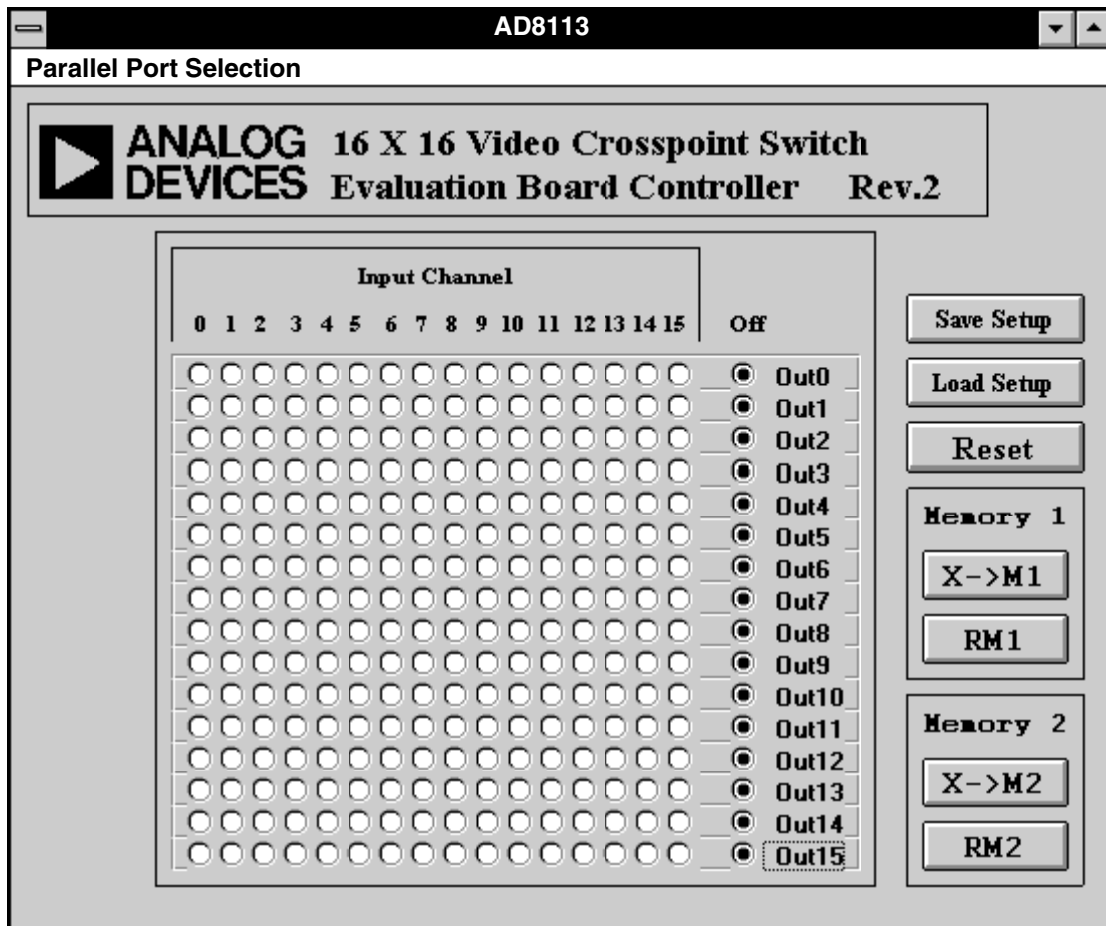 AD8113
Parallel Port Selection
ANALOG DEVICES
16 X 16 Video Crosspoint Switch
Evaluation Board Controller Rev.2
Input Channel
0 1 2 3 4 5 6 7 8 9 10 11 12 13 14 15 Off
Out0
Out1
Out2
Out3
Out4
Out5
Out6
Out7
Out8
Out9
Out10
Out11
Out12
Out13
Out14
Out15
Save Setup
Load Setup
Reset
Memory 1
X->M1
RM1
Memory 2
X->M2
RM2